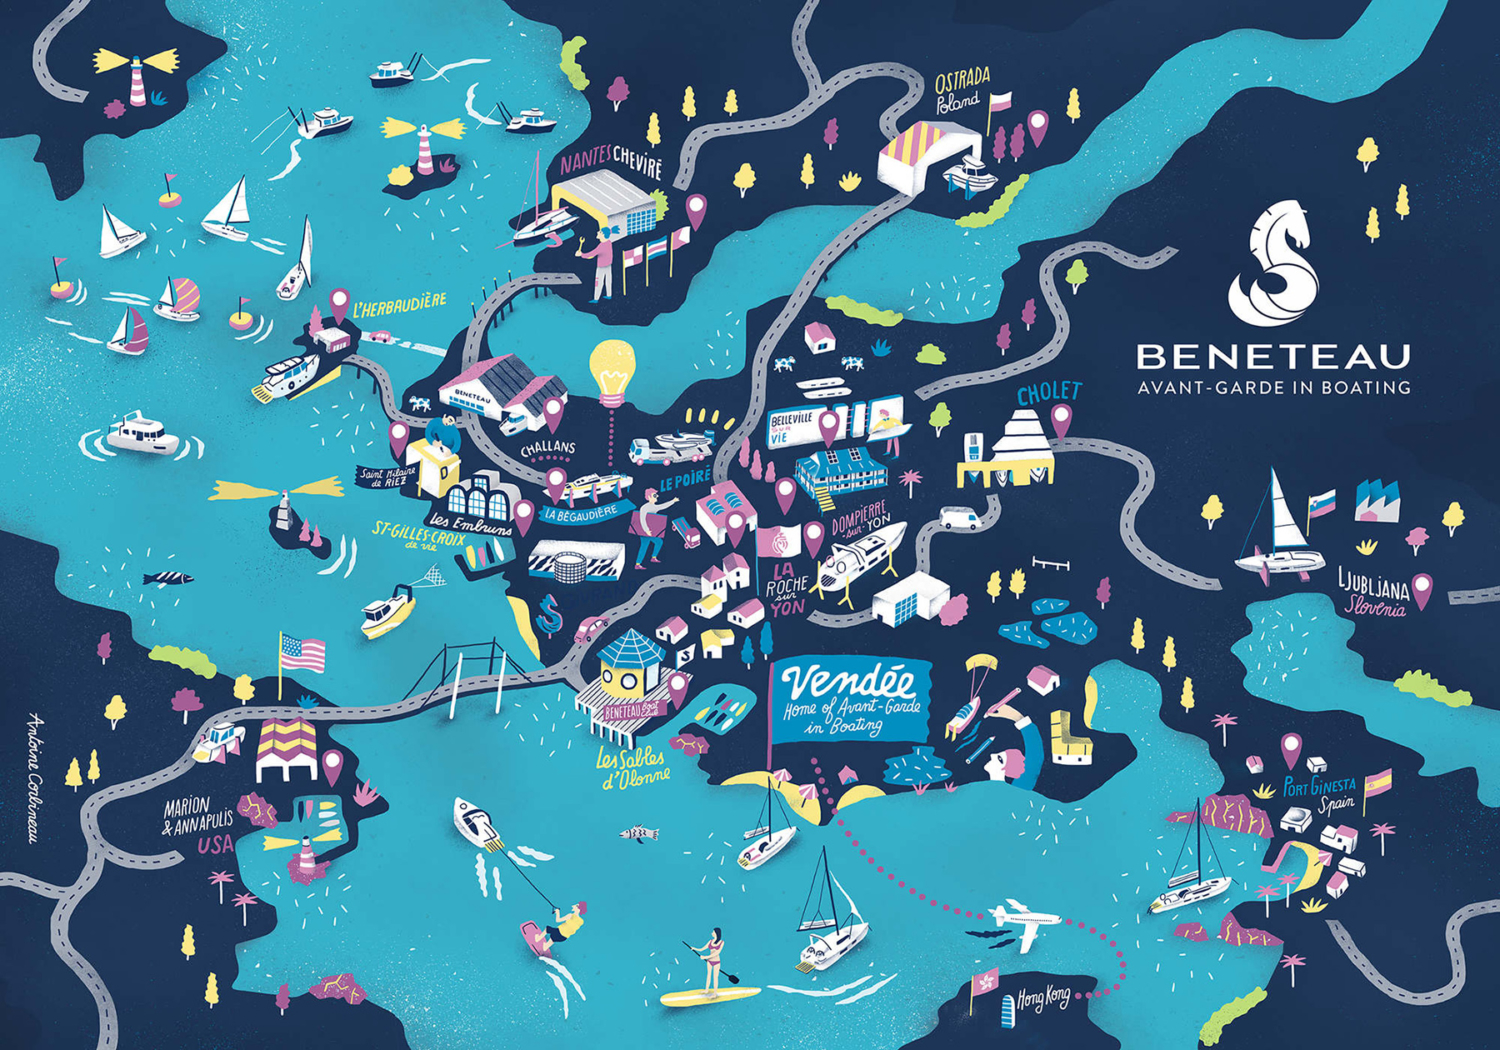 OSTRADA
Poland
NANTES CHEVIRÉ
BENETEAU
AVANT-GARDE IN BOATING
L'HERBAUDIÈRE
BENETEAU
CHALLANS
CHOLET
BELLEVILLE
SUR
VIE
Saint Hilaire
de RIEZ
LE POIRÉ
LA BÉGAUDIÈRE
Les Embruns
ST-GILLES-CROIX
de vie
DOMPIERRE
-sur-YON
LA
ROCHE
sur
YON
LJUBLJANA
Slovenia
Vendée
Home of Avant-Garde
in Boating
BENETEAU Boat
Club
Les Sables
d'Olonne
MARION
& ANNAPULIS
USA
PORT GINESTA
Spain
Hong Kong
Antoine Corbineau